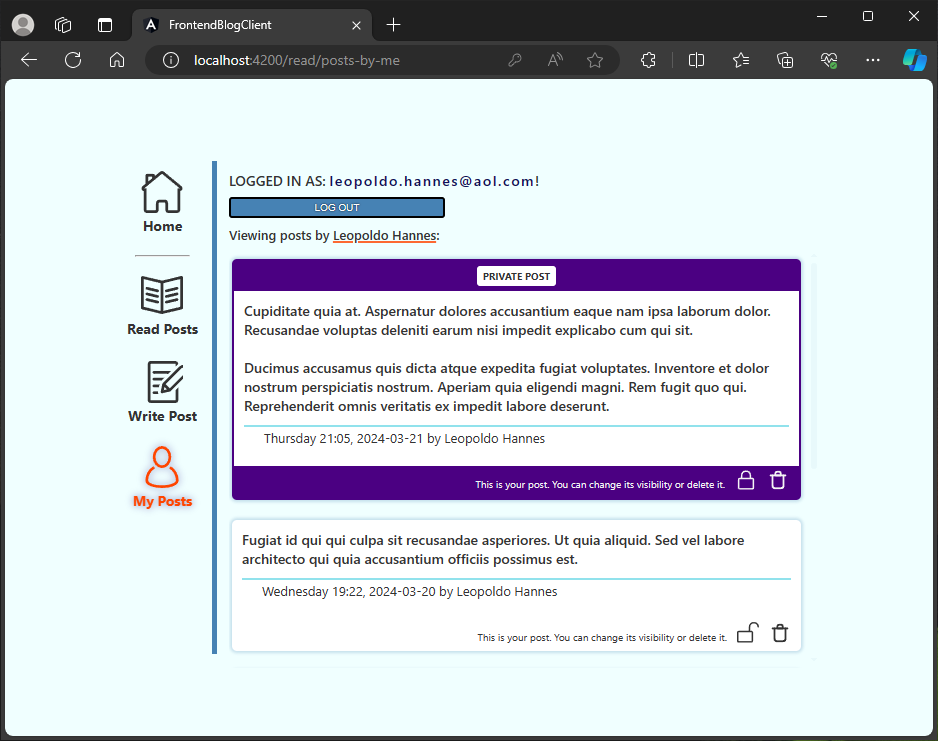 FrontendBlogClient
localhost:4200/read/posts-by-me
Home
Read Posts
Write Post
My Posts
LOGGED IN AS: leopoldo.hannes@aol.com!
LOG OUT
Viewing posts by Leopoldo Hannes:
PRIVATE POST
Cupiditate quia at. Aspernatur dolores accusantium eaque nam ipsa laborum dolor.
Recusandae voluptas deleniti earum nisi impedit explicabo cum qui sit.
Ducimus accusamus quis dicta atque expedita fugiat voluptates. Inventore et dolor
nostrum perspiciatis nostrum. Aperiam quia eligendi magni. Rem fugit quo qui.
Reprehenderit omnis veritatis ex impedit labore deserunt.
Thursday 21:05, 2024-03-21 by Leopoldo Hannes
This is your post. You can change its visibility or delete it.
Fugiat id qui qui culpa sit recusandae asperiores. Ut quia aliquid. Sed vel labore
architecto qui quia accusantium officiis possimus est.
Wednesday 19:22, 2024-03-20 by Leopoldo Hannes
This is your post. You can change its visibility or delete it.